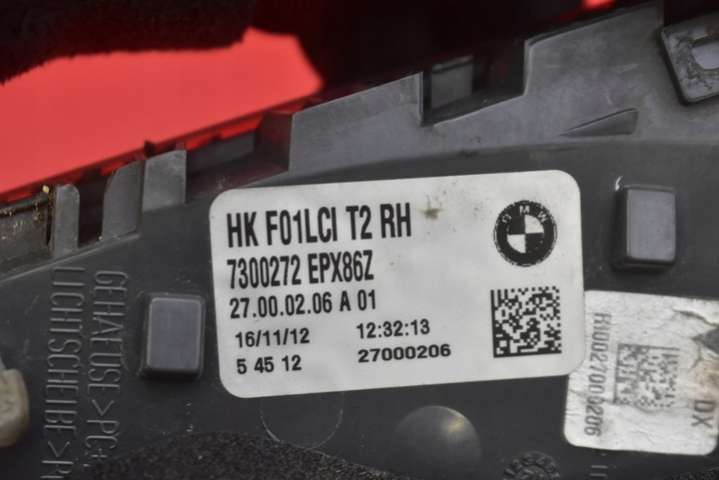 HK F01LCI T2 RH
7300272 EPX86Z
27.00.02.06 A 01
16/11/12 12:32:13
5 45 12 27000206
BMW
GEHAEUSE>PC+
LICHTSCHEIBE>P
DX